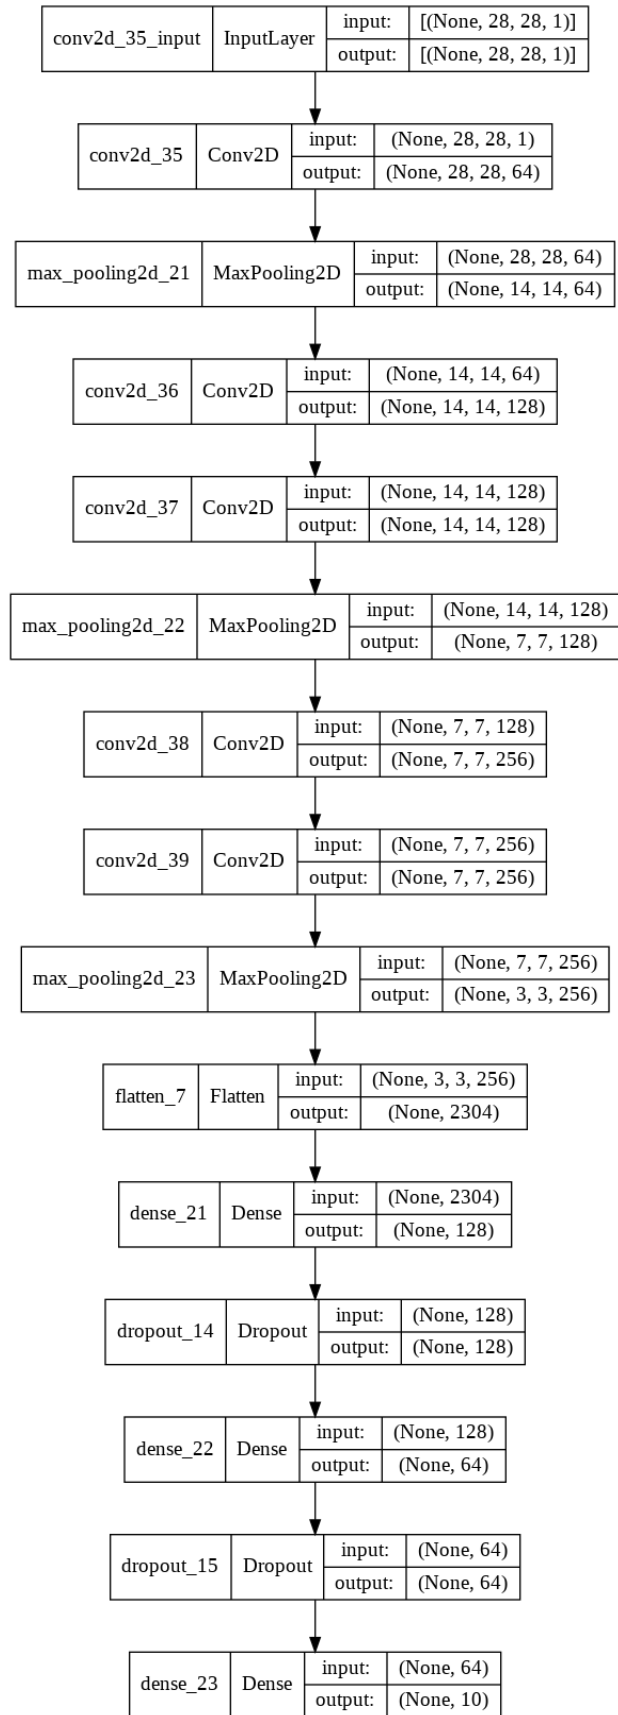 conv2d_35_input InputLayer input: [(None, 28, 28, 1)]
output: [(None, 28, 28, 1)]
conv2d_35 Conv2D input: (None, 28, 28, 1)
output: (None, 28, 28, 64)
max_pooling2d_21 MaxPooling2D input: (None, 28, 28, 64)
output: (None, 14, 14, 64)
conv2d_36 Conv2D input: (None, 14, 14, 64)
output: (None, 14, 14, 128)
conv2d_37 Conv2D input: (None, 14, 14, 128)
output: (None, 14, 14, 128)
max_pooling2d_22 MaxPooling2D input: (None, 14, 14, 128)
output: (None, 7, 7, 128)
conv2d_38 Conv2D input: (None, 7, 7, 128)
output: (None, 7, 7, 256)
conv2d_39 Conv2D input: (None, 7, 7, 256)
output: (None, 7, 7, 256)
max_pooling2d_23 MaxPooling2D input: (None, 7, 7, 256)
output: (None, 3, 3, 256)
flatten_7 Flatten input: (None, 3, 3, 256)
output: (None, 2304)
dense_21 Dense input: (None, 2304)
output: (None, 128)
dropout_14 Dropout input: (None, 128)
output: (None, 128)
dense_22 Dense input: (None, 128)
output: (None, 64)
dropout_15 Dropout input: (None, 64)
output: (None, 64)
dense_23 Dense input: (None, 64)
output: (None, 10)